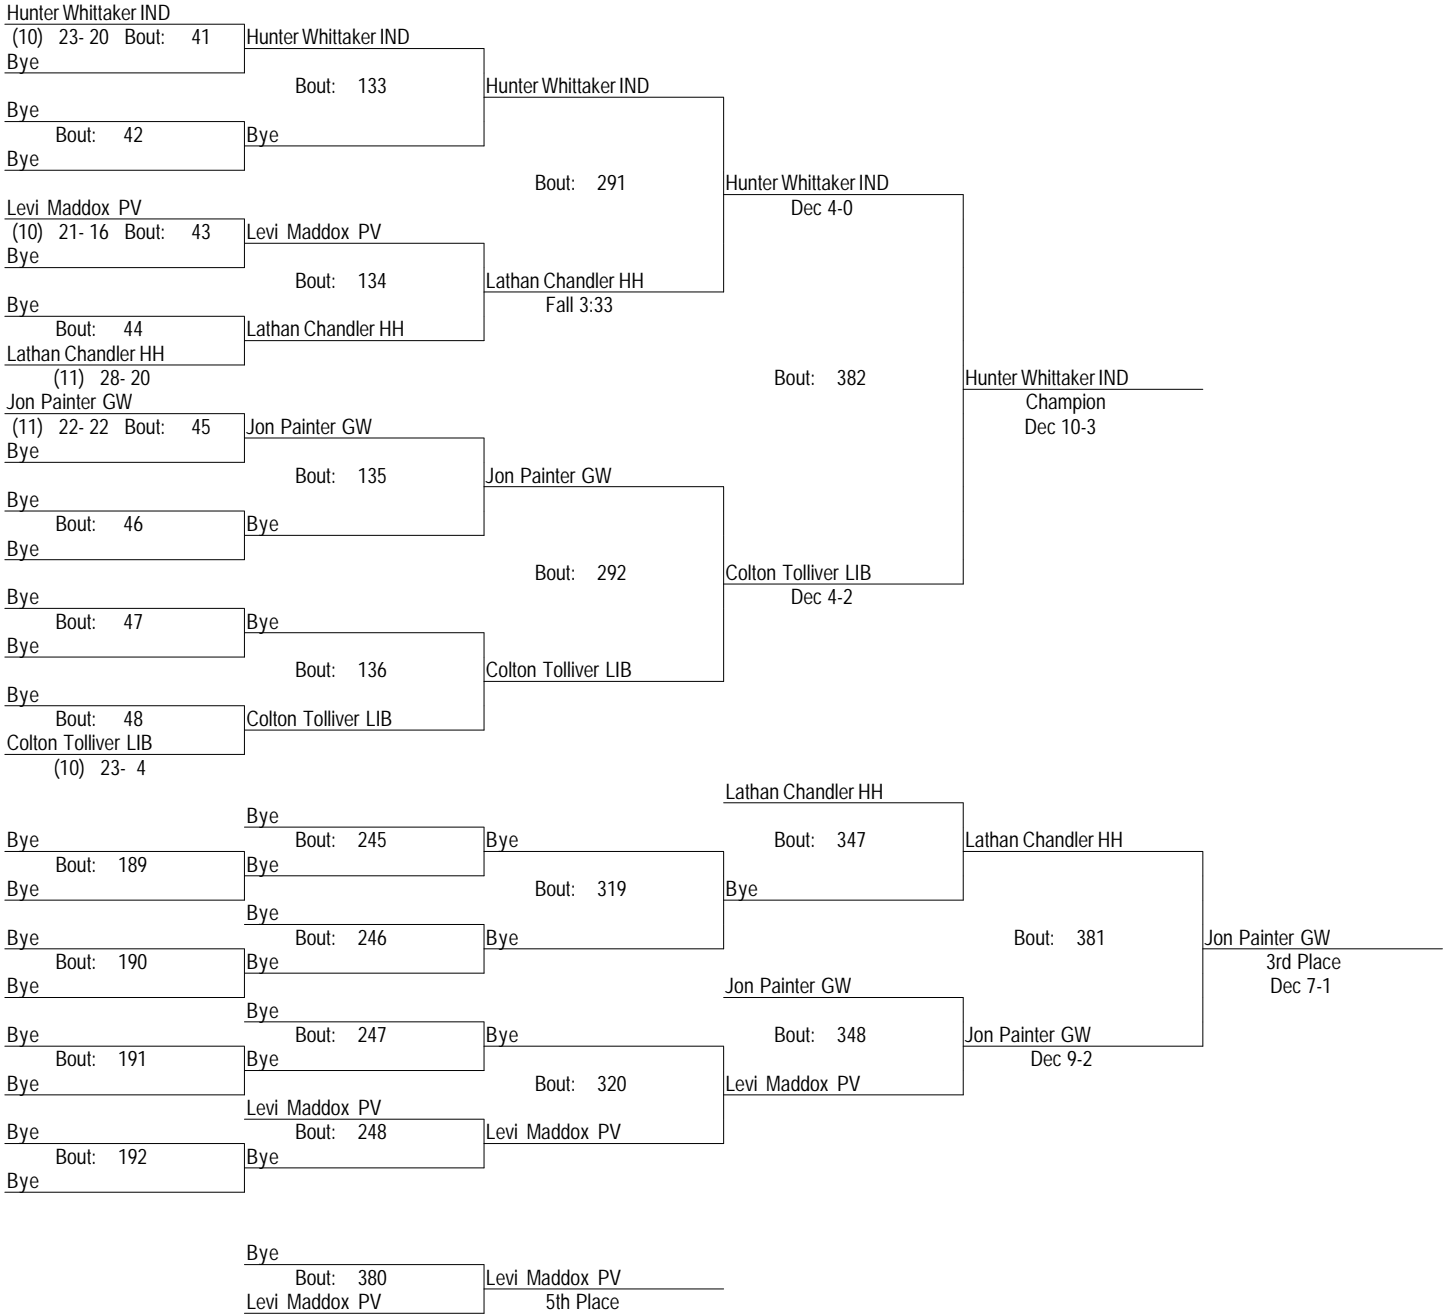 Hunter Whittaker IND
(10) 23- 20 Bout: 41 Hunter Whittaker IND
Bye
Bout: 133 Hunter Whittaker IND
Bye
Bout: 42 Bye
Bye
Bout: 291 Hunter Whittaker IND
Levi Maddox PV Dec 4-0
(10) 21- 16 Bout: 43 Levi Maddox PV
Bye
Bout: 134 Lathan Chandler HH
Bye Fall 3:33
Bout: 44 Lathan Chandler HH
Lathan Chandler HH
(11) 28- 20 Bout: 382 Hunter Whittaker IND
Jon Painter GW Champion
(11) 22- 22 Bout: 45 Jon Painter GW Dec 10-3
Bye
Bout: 135 Jon Painter GW
Bye
Bout: 46 Bye
Bye
Bout: 292 Colton Tolliver LIB
Bye Dec 4-2
Bout: 47 Bye
Bye
Bout: 136 Colton Tolliver LIB
Bye
Bout: 48 Colton Tolliver LIB
Colton Tolliver LIB
(10) 23- 4
Lathan Chandler HH
Bye
Bye Bout: 245 Bye Bout: 347 Lathan Chandler HH
Bout: 189 Bye
Bye Bout: 319 Bye
Bye
Bye Bout: 246 Bye Bout: 381 Jon Painter GW
Bout: 190 Bye 3rd Place
Bye Jon Painter GW Dec 7-1
Bye
Bye Bout: 247 Bye Bout: 348 Jon Painter GW
Bout: 191 Bye Dec 9-2
Bye Bout: 320 Levi Maddox PV
Levi Maddox PV
Bye Bout: 248 Levi Maddox PV
Bout: 192 Bye
Bye
Bye
Bout: 380 Levi Maddox PV
Levi Maddox PV 5th Place